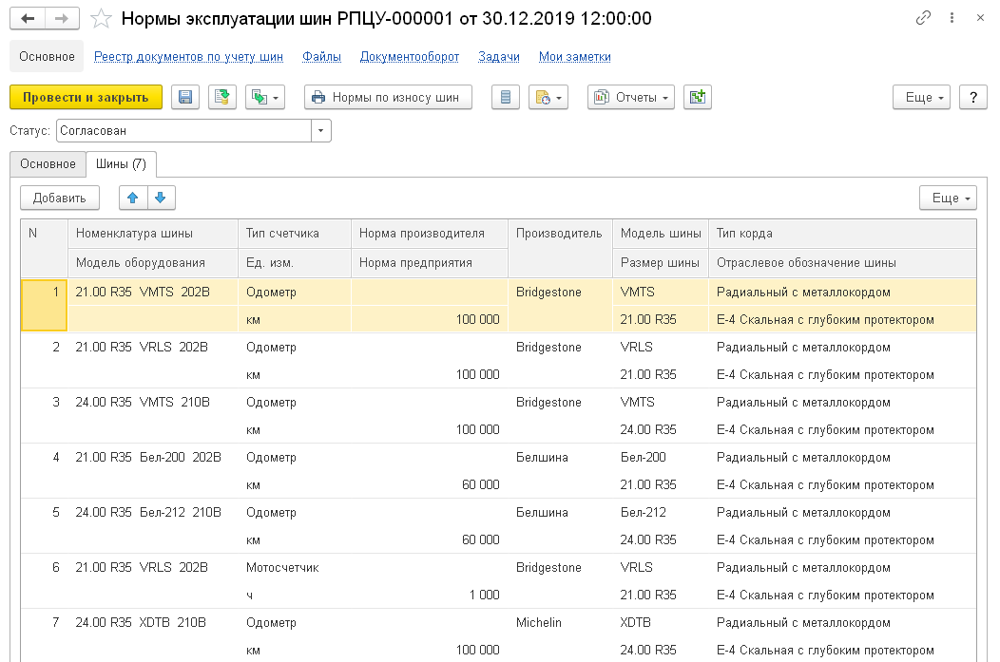 Нормы эксплуатации шин РПЦУ-000001 от 30.12.2019 12:00:00
Основное Реестр документов по учету шин Файлы Документооборот Задачи Мои заметки
Провести и закрыть Нормы по износу шин Отчеты Еще ?
Статус: Согласован
Основное Шины (7)
Добавить Еще
N Номенклатура шины Тип счетчика Норма производителя Производитель Модель шины Тип корда
Модель оборудования Ед. изм. Норма предприятия Размер шины Отраслевое обозначение шины
1 21.00 R35 VMTS 202B Одометр Bridgestone VMTS Радиальный с металлокордом
км 100 000 21.00 R35 Е-4 Скальная с глубоким протектором
2 21.00 R35 VRLS 202B Одометр Bridgestone VRLS Радиальный с металлокордом
км 100 000 21.00 R35 Е-4 Скальная с глубоким протектором
3 24.00 R35 VMTS 210B Одометр Bridgestone VMTS Радиальный с металлокордом
км 100 000 24.00 R35 Е-4 Скальная с глубоким протектором
4 21.00 R35 Бел-200 202B Одометр Белшина Бел-200 Радиальный с металлокордом
км 60 000 21.00 R35 Е-4 Скальная с глубоким протектором
5 24.00 R35 Бел-212 210B Одометр Белшина Бел-212 Радиальный с металлокордом
км 60 000 24.00 R35 Е-4 Скальная с глубоким протектором
6 21.00 R35 VRLS 202B Мотосчетчик Bridgestone VRLS Радиальный с металлокордом
ч 1 000 21.00 R35 Е-4 Скальная с глубоким протектором
7 24.00 R35 XDTB 210B Одометр Michelin XDTB Радиальный с металлокордом
км 100 000 24.00 R35 Е-4 Скальная с глубоким протектором